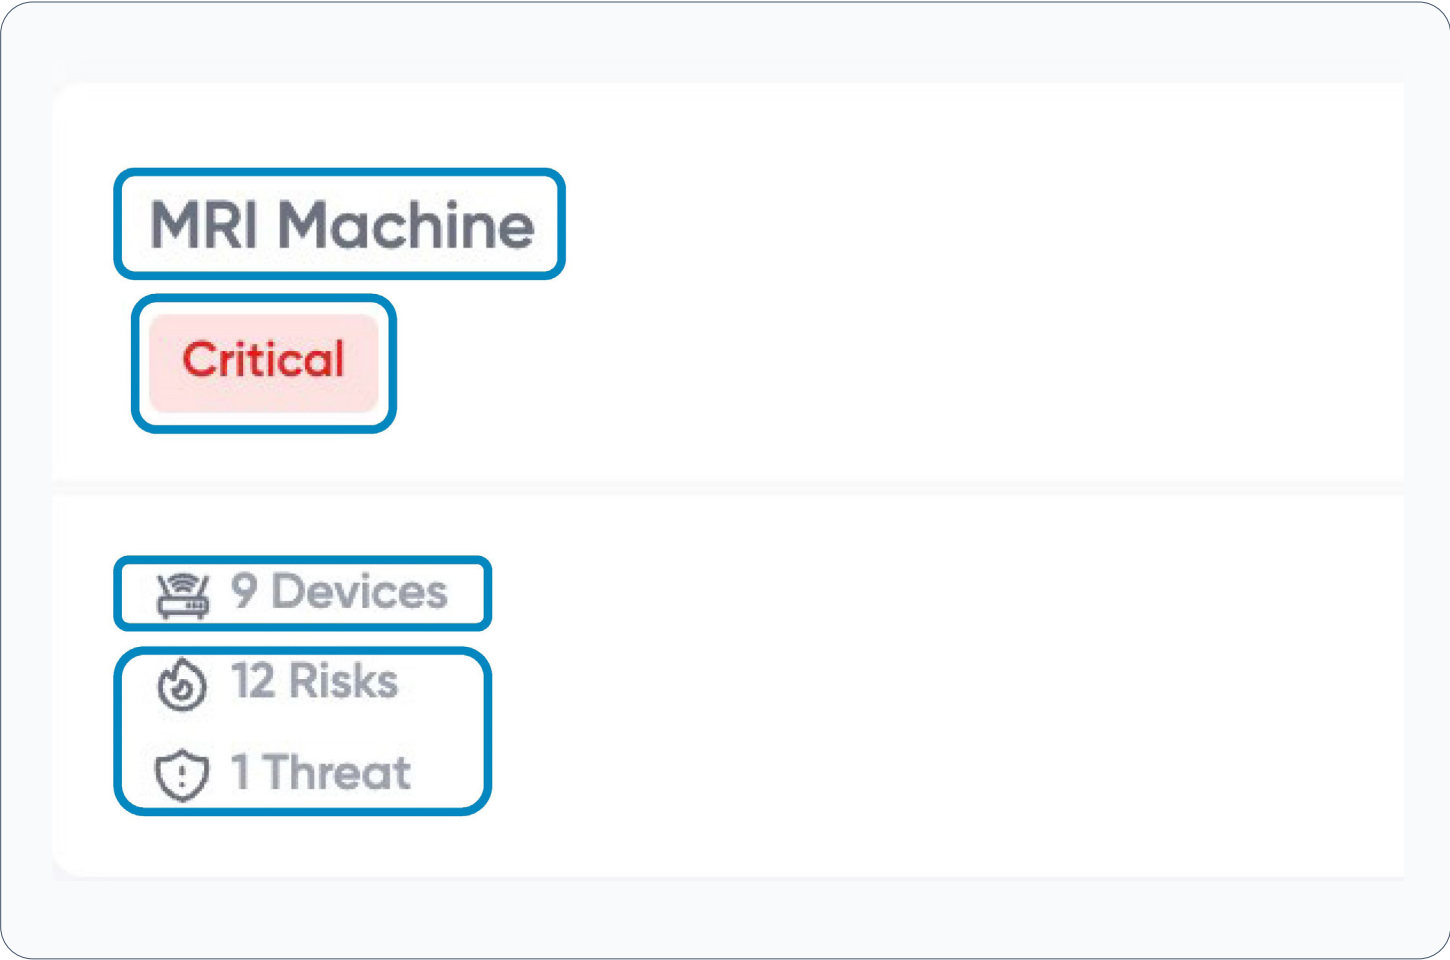 MRI Machine
Critical
9 Devices
12 Risks
1 Threat